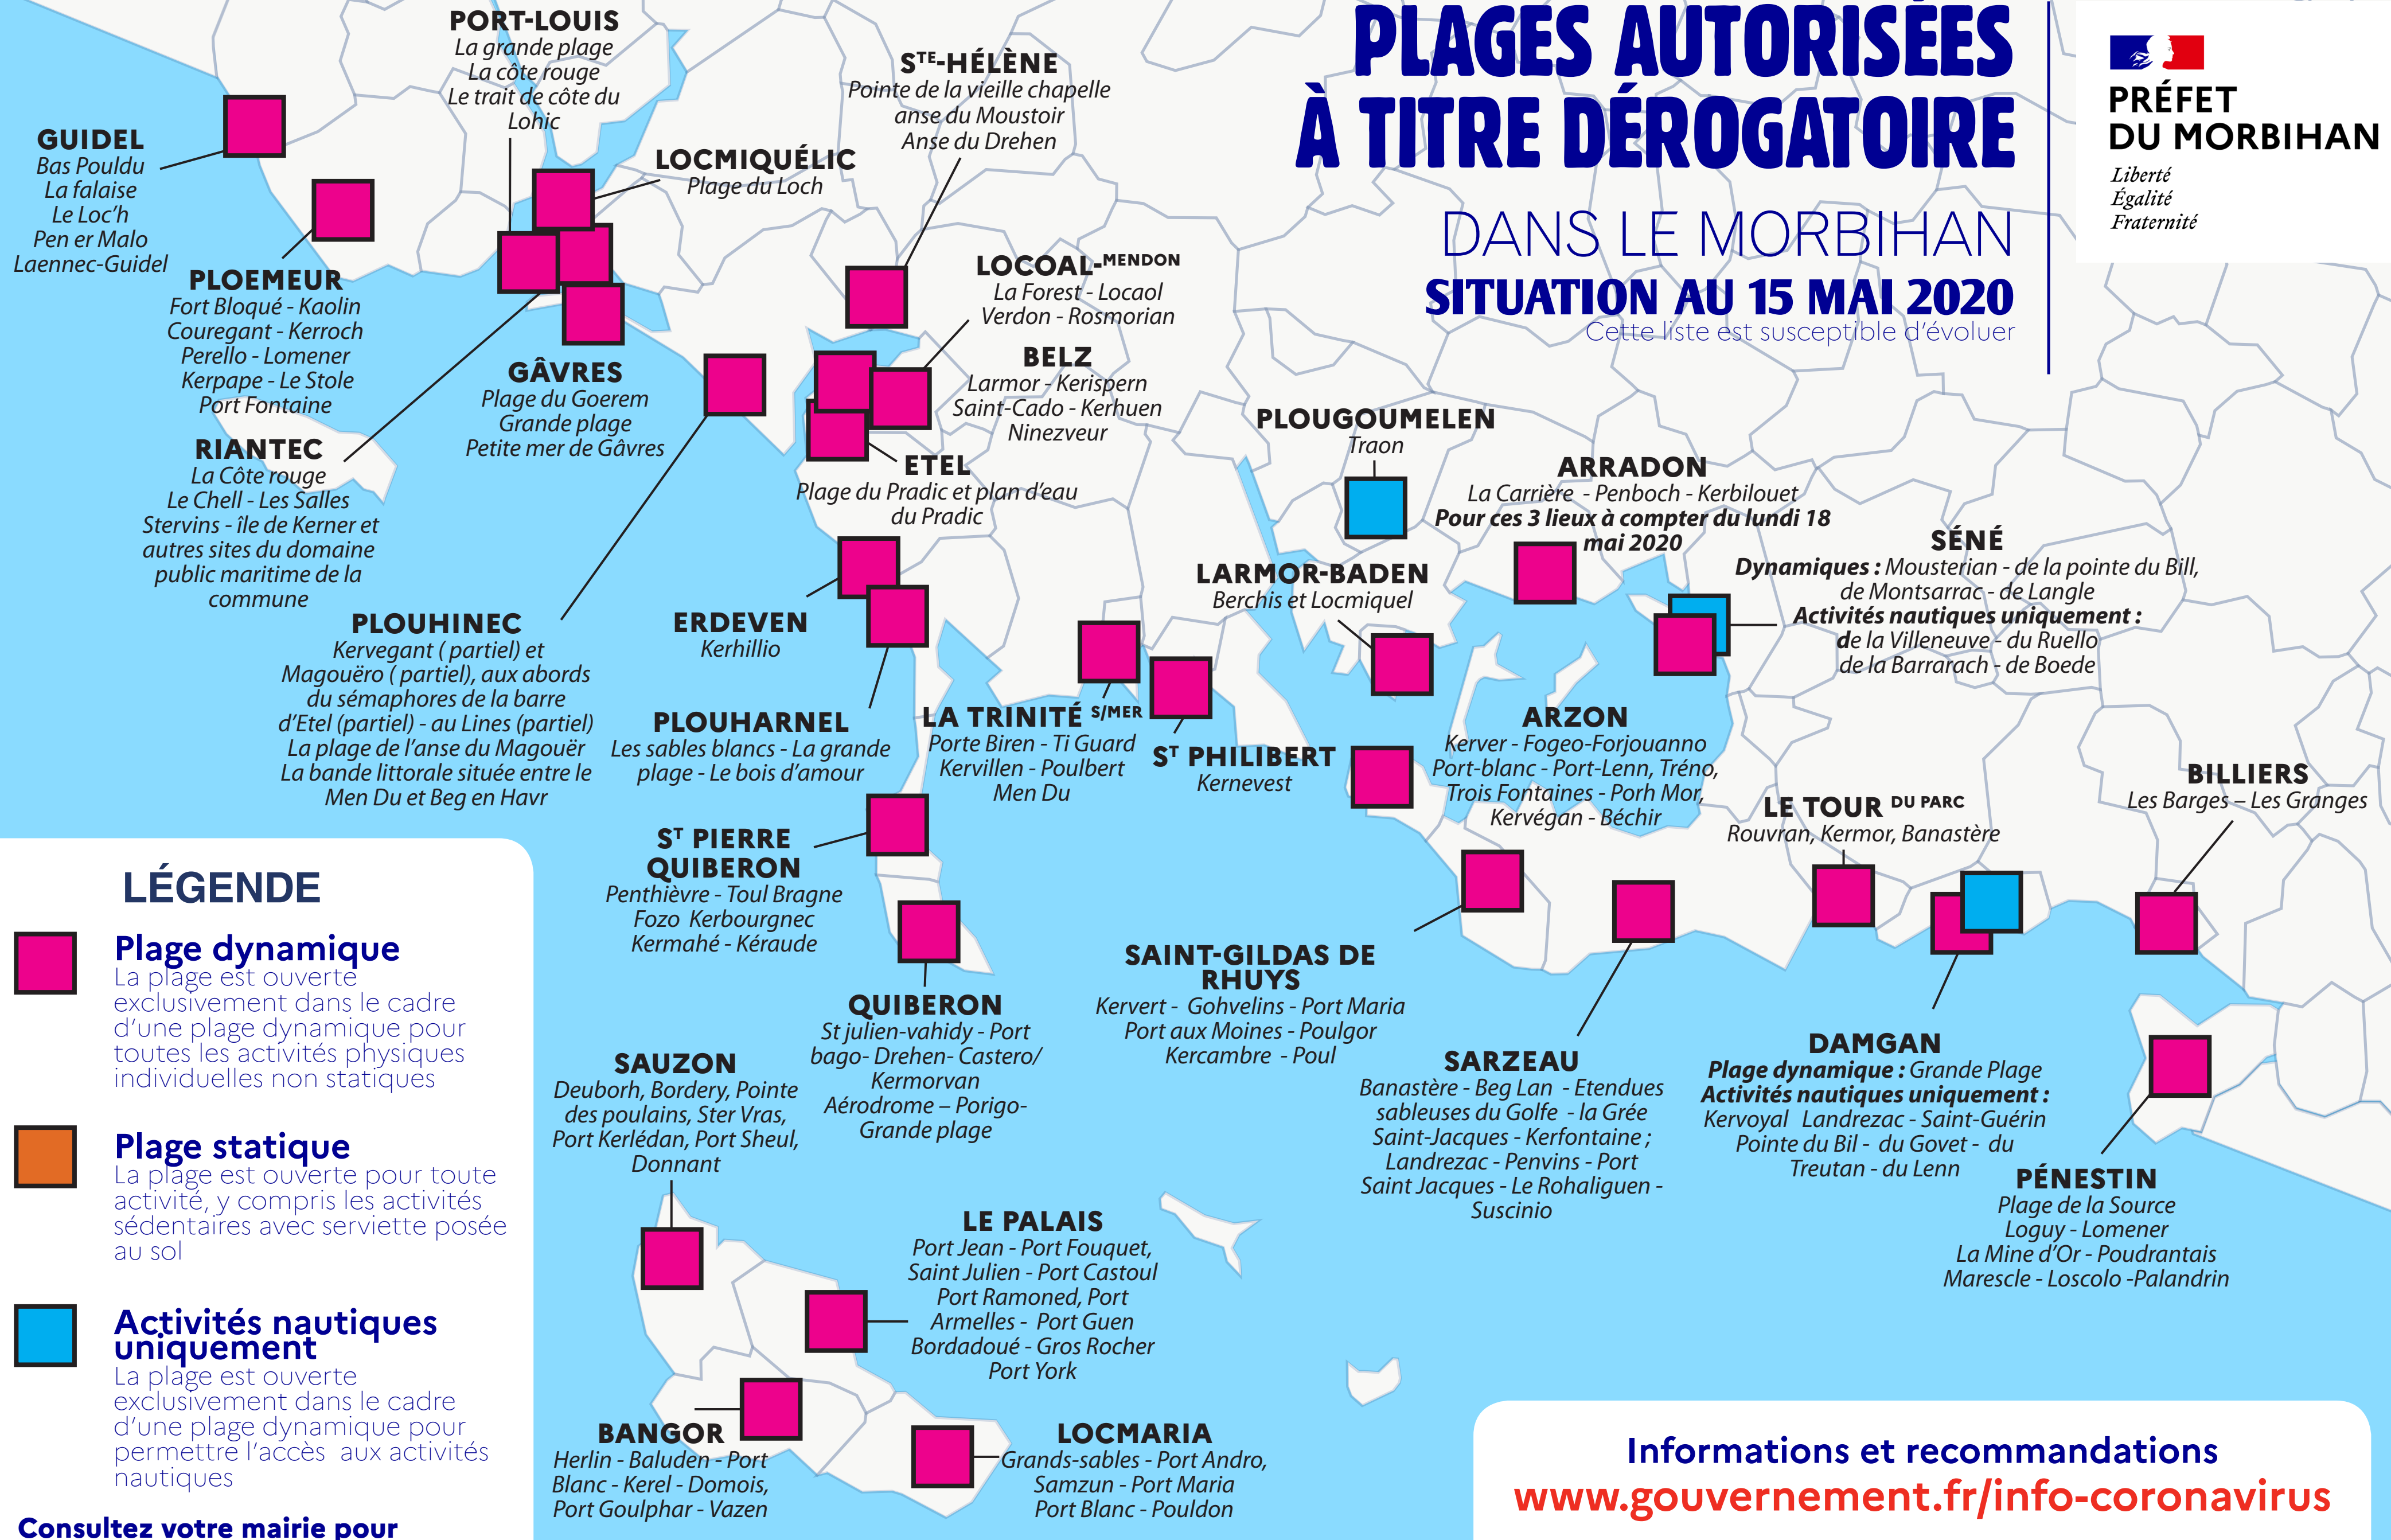 PLAGES AUTORISÉES
À TITRE DÉROGATOIRE
DANS LE MORBIHAN
SITUATION AU 15 MAI 2020
Cette liste est susceptible d'évoluer
PRÉFET
DU MORBIHAN
Liberté
Égalité
Fraternité
PORT-LOUIS
La grande plage
La côte rouge
Le trait de côte du
Lohic
STE-HÉLÈNE
Pointe de la vieille chapelle
anse du Moustoir
Anse du Drehen
GUIDEL
Bas Pouldu
La falaise
Le Loc'h
Pen er Malo
Laennec-Guidel
LOCMIQUÉLIC
Plage du Loch
PLOEMEUR
Fort Bloqué - Kaolin
Couregant - Kerroch
Perello - Lomener
Kerpape - Le Stole
Port Fontaine
LOCOAL-MENDON
La Forest - Locaol
Verdon - Rosmorian
BELZ
Larmor - Kerispern
Saint-Cado - Kerhuen
Ninezveur
GÂVRES
Plage du Goerem
Grande plage
Petite mer de Gâvres
RIANTEC
La Côte rouge
Le Chell - Les Salles
Stervins - île de Kerner et
autres sites du domaine
public maritime de la
commune
ETEL
Plage du Pradic et plan d'eau
du Pradic
PLOUGOUMELEN
Traon
ARRADON
La Carrière - Penboch - Kerbilouet
Pour ces 3 lieux à compter du lundi 18
mai 2020
SÉNÉ
Dynamiques : Mousterian - de la pointe du Bill,
de Montsarrac - de Langle
Activités nautiques uniquement :
de la Villeneuve - du Ruello
de la Barrarach - de Boede
LARMOR-BADEN
Berchis et Locmiquel
PLOUHINEC
Kervegant ( partiel) et
Magouëro ( partiel), aux abords
du sémaphores de la barre
d'Etel (partiel) - au Lines (partiel)
La plage de l'anse du Magouër
La bande littorale située entre le
Men Du et Beg en Havr
ERDEVEN
Kerhillio
PLOUHARNEL
Les sables blancs - La grande
plage - Le bois d'amour
LA TRINITÉ S/MER
Porte Biren - Ti Guard
Kervillen - Poulbert
Men Du
ST PHILIBERT
Kernevest
ARZON
Kerver - Fogeo-Forjouanno
Port-blanc - Port-Lenn, Tréno,
Trois Fontaines - Porh Mor,
Kervégan - Béchir
LE TOUR DU PARC
Rouvran, Kermor, Banastère
BILLIERS
Les Barges – Les Granges
ST PIERRE
QUIBERON
Penthièvre - Toul Bragne
Fozo Kerbourgnec
Kermahé - Kéraude
QUIBERON
St julien-vahidy - Port
bago- Drehen- Castero/
Kermorvan
Aérodrome – Porigo-
Grande plage
SAINT-GILDAS DE
RHUYS
Kervert - Gohvelins - Port Maria
Port aux Moines - Poulgor
Kercambre - Poul
SARZEAU
Banastère - Beg Lan - Etendues
sableuses du Golfe - la Grée
Saint-Jacques - Kerfontaine ;
Landrezac - Penvins - Port
Saint Jacques - Le Rohaliguen -
Suscinio
DAMGAN
Plage dynamique : Grande Plage
Activités nautiques uniquement :
Kervoyal Landrezac - Saint-Guérin
Pointe du Bil - du Govet - du
Treutan - du Lenn
PÉNESTIN
Plage de la Source
Loguy - Lomener
La Mine d'Or - Poudrantais
Marescle - Loscolo -Palandrin
SAUZON
Deuborh, Bordery, Pointe
des poulains, Ster Vras,
Port Kerlédan, Port Sheul,
Donnant
LE PALAIS
Port Jean - Port Fouquet,
Saint Julien - Port Castoul
Port Ramoned, Port
Armelles - Port Guen
Bordadoué - Gros Rocher
Port York
BANGOR
Herlin - Baluden - Port
Blanc - Kerel - Domois,
Port Goulphar - Vazen
LOCMARIA
Grands-sables - Port Andro,
Samzun - Port Maria
Port Blanc - Pouldon
LÉGENDE
Plage dynamique
La plage est ouverte
exclusivement dans le cadre
d'une plage dynamique pour
toutes les activités physiques
individuelles non statiques
Plage statique
La plage est ouverte pour toute
activité, y compris les activités
sédentaires avec serviette posée
au sol
Activités nautiques
uniquement
La plage est ouverte
exclusivement dans le cadre
d'une plage dynamique pour
permettre l'accès aux activités
nautiques
Consultez votre mairie pour
Informations et recommandations
www.gouvernement.fr/info-coronavirus